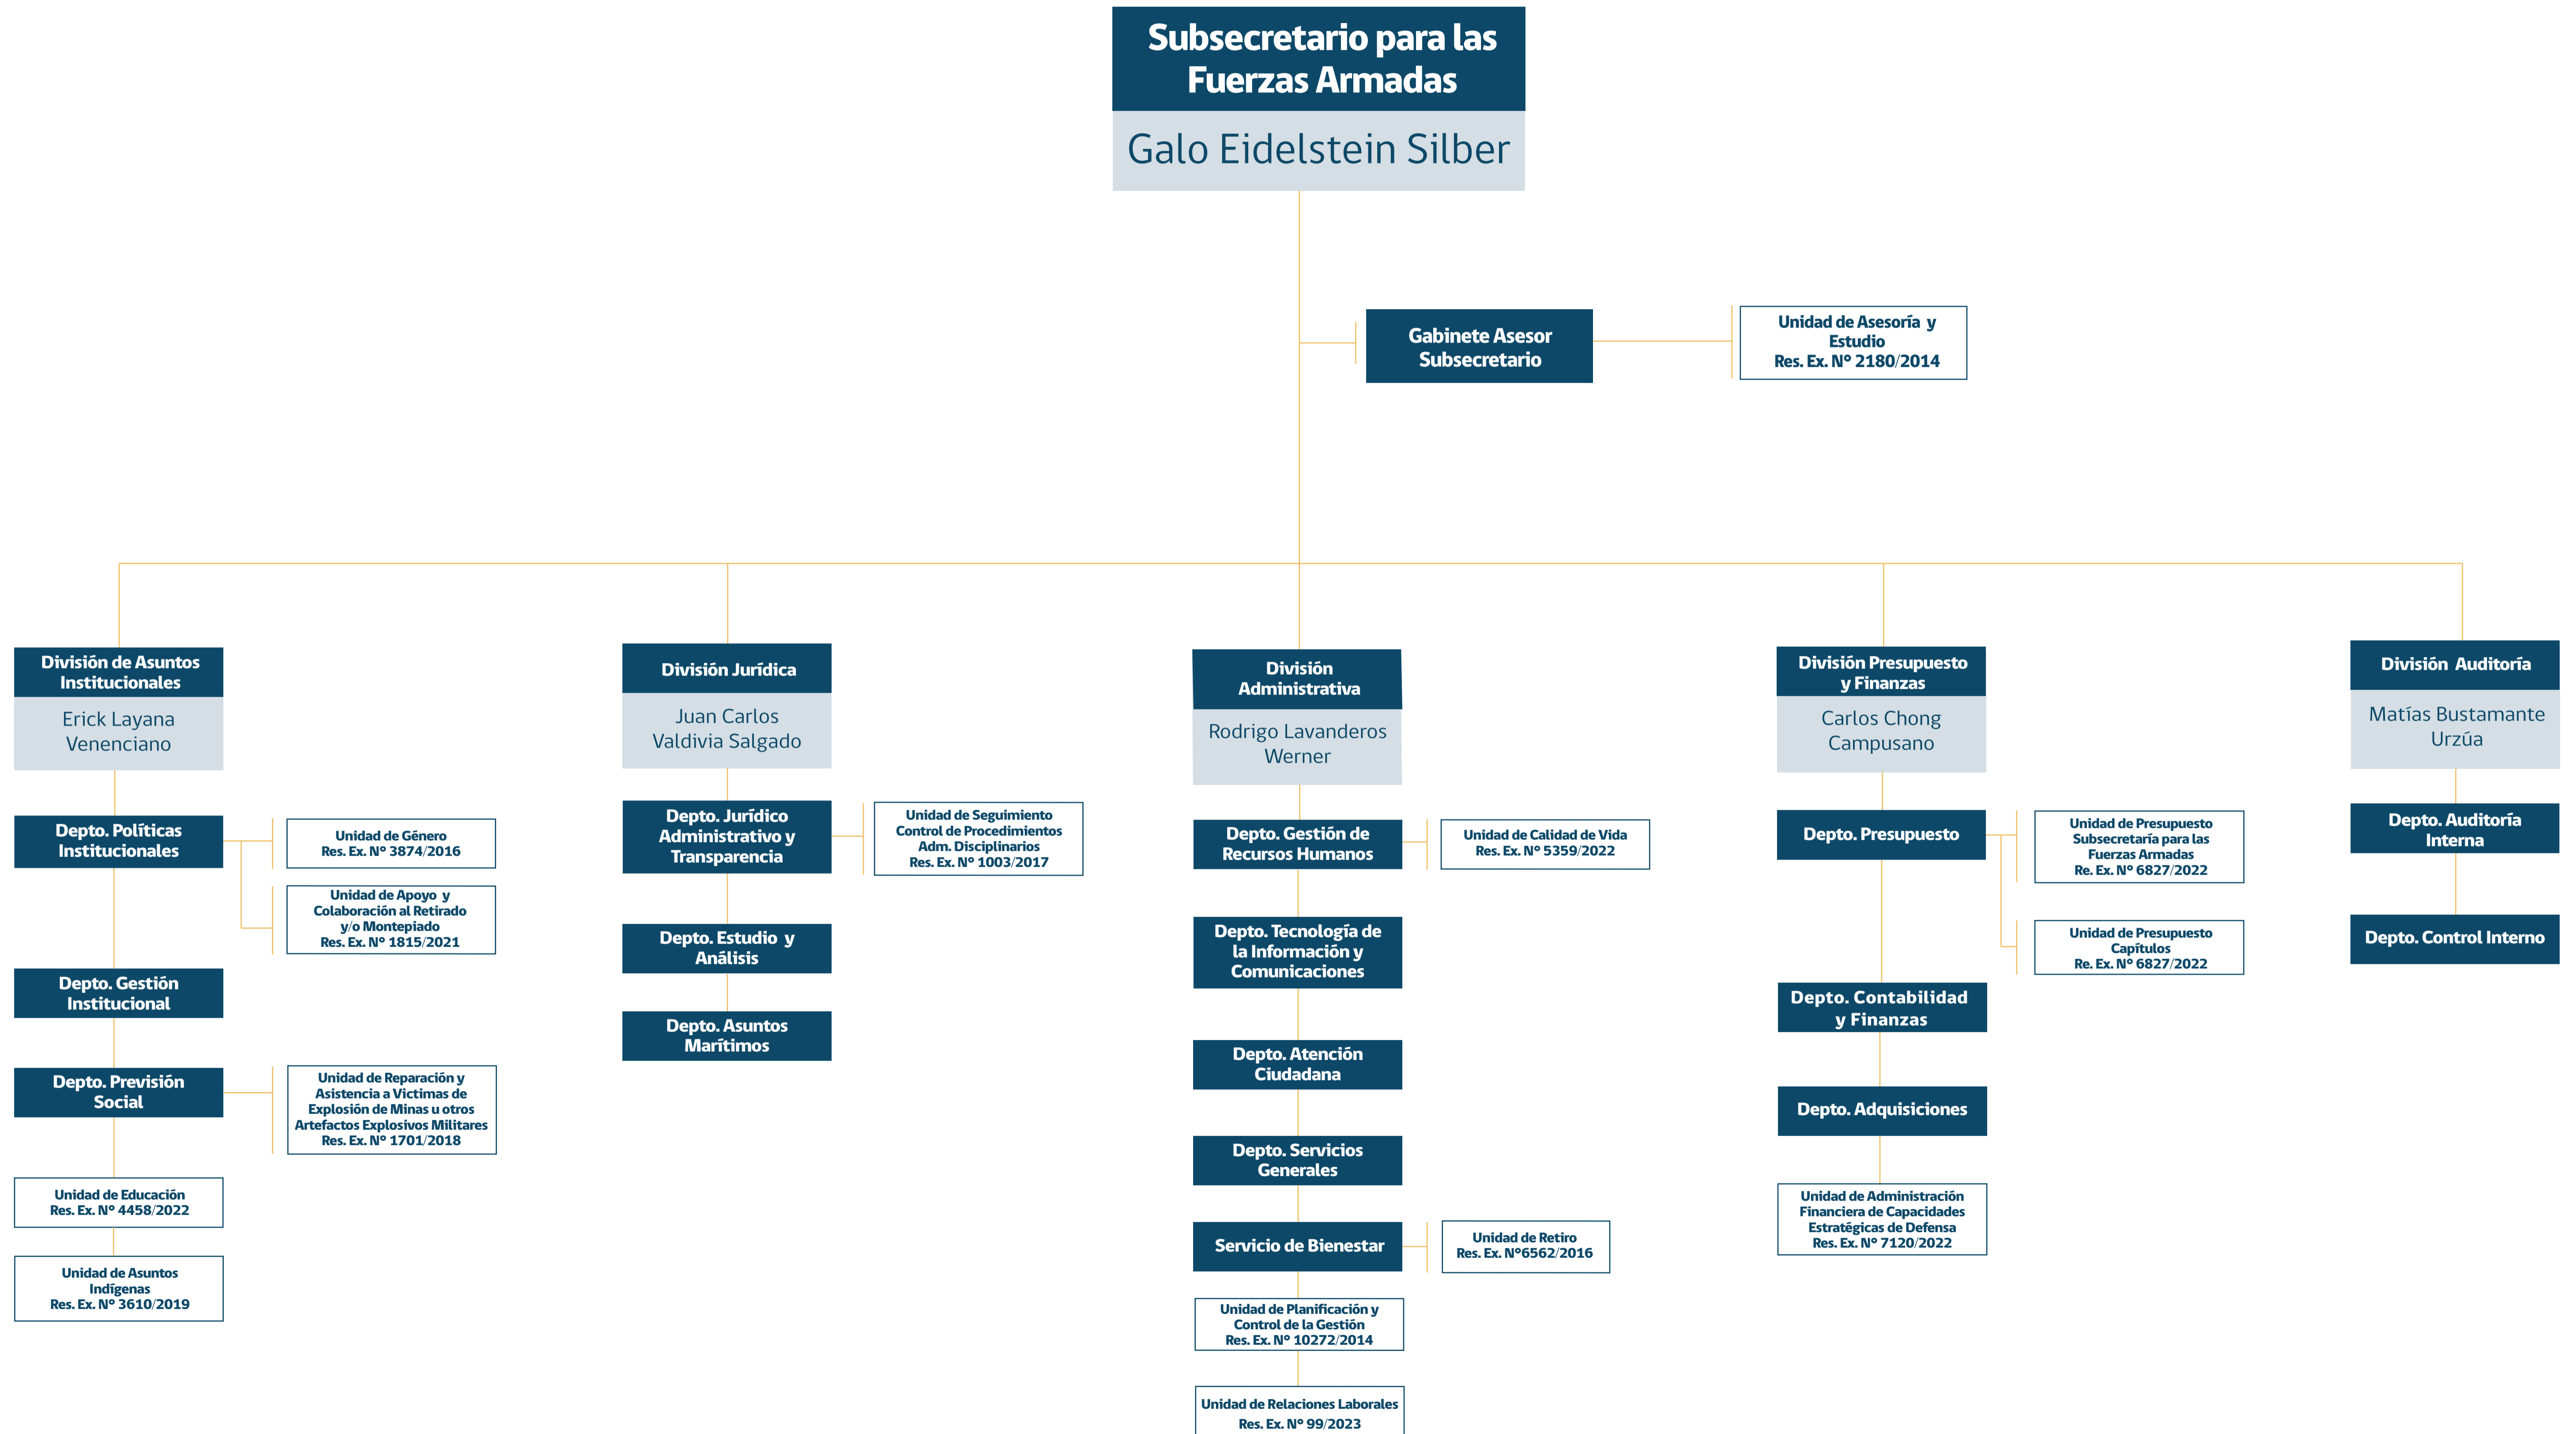 Subsecretario para las
Fuerzas Armadas
Galo Eidelstein Silber
Gabinete Asesor
Subsecretario
Unidad de Asesoría y
Estudio
Res. Ex. N° 2180/2014
División de Asuntos
Institucionales
Erick Layana
Venenciano
Depto. Políticas
Institucionales
Unidad de Género
Res. Ex. N° 3874/2016
Unidad de Apoyo y
Colaboración al Retirado
y/o Montepiado
Res. Ex. N° 1815/2021
Depto. Gestión
Institucional
Depto. Previsión
Social
Unidad de Reparación y
Asistencia a Victimas de
Explosión de Minas u otros
Artefactos Explosivos Militares
Res. Ex. N° 1701/2018
Unidad de Educación
Res. Ex. N° 4458/2022
Unidad de Asuntos
Indígenas
Res. Ex. N° 3610/2019
División Jurídica
Juan Carlos
Valdivia Salgado
Depto. Jurídico
Administrativo y
Transparencia
Unidad de Seguimiento
Control de Procedimientos
Adm. Disciplinarios
Res. Ex. N° 1003/2017
Depto. Estudio y
Análisis
Depto. Asuntos
Marítimos
División
Administrativa
Rodrigo Lavanderos
Werner
Depto. Gestión de
Recursos Humanos
Unidad de Calidad de Vida
Res. Ex. N° 5359/2022
Depto. Tecnología de
la Información y
Comunicaciones
Depto. Atención
Ciudadana
Depto. Servicios
Generales
Servicio de Bienestar
Unidad de Retiro
Res. Ex. N°6562/2016
Unidad de Planificación y
Control de la Gestión
Res. Ex. N° 10272/2014
Unidad de Relaciones Laborales
Res. Ex. N° 99/2023
División Presupuesto
y Finanzas
Carlos Chong
Campusano
Depto. Presupuesto
Unidad de Presupuesto
Subsecretaría para las
Fuerzas Armadas
Re. Ex. N° 6827/2022
Unidad de Presupuesto
Capítulos
Re. Ex. N° 6827/2022
Depto. Contabilidad
y Finanzas
Depto. Adquisiciones
Unidad de Administración
Financiera de Capacidades
Estratégicas de Defensa
Res. Ex. N° 7120/2022
División Auditoría
Matías Bustamante
Urzúa
Depto. Auditoría
Interna
Depto. Control Interno